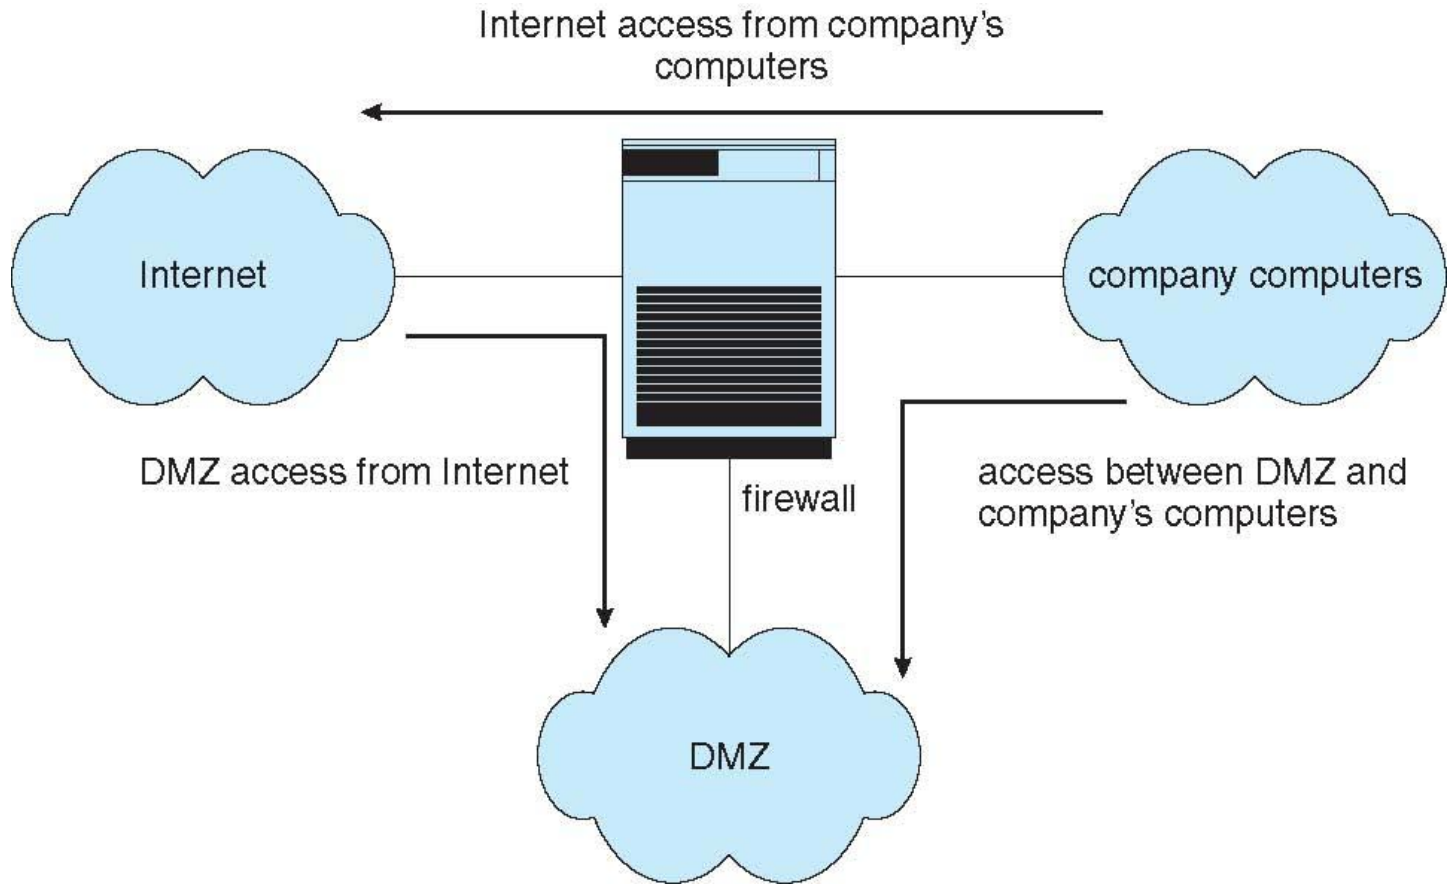 Internet access from company’s
computers
Internet
company computers
DMZ access from Internet
firewall
access between DMZ and
company’s computers
DMZ